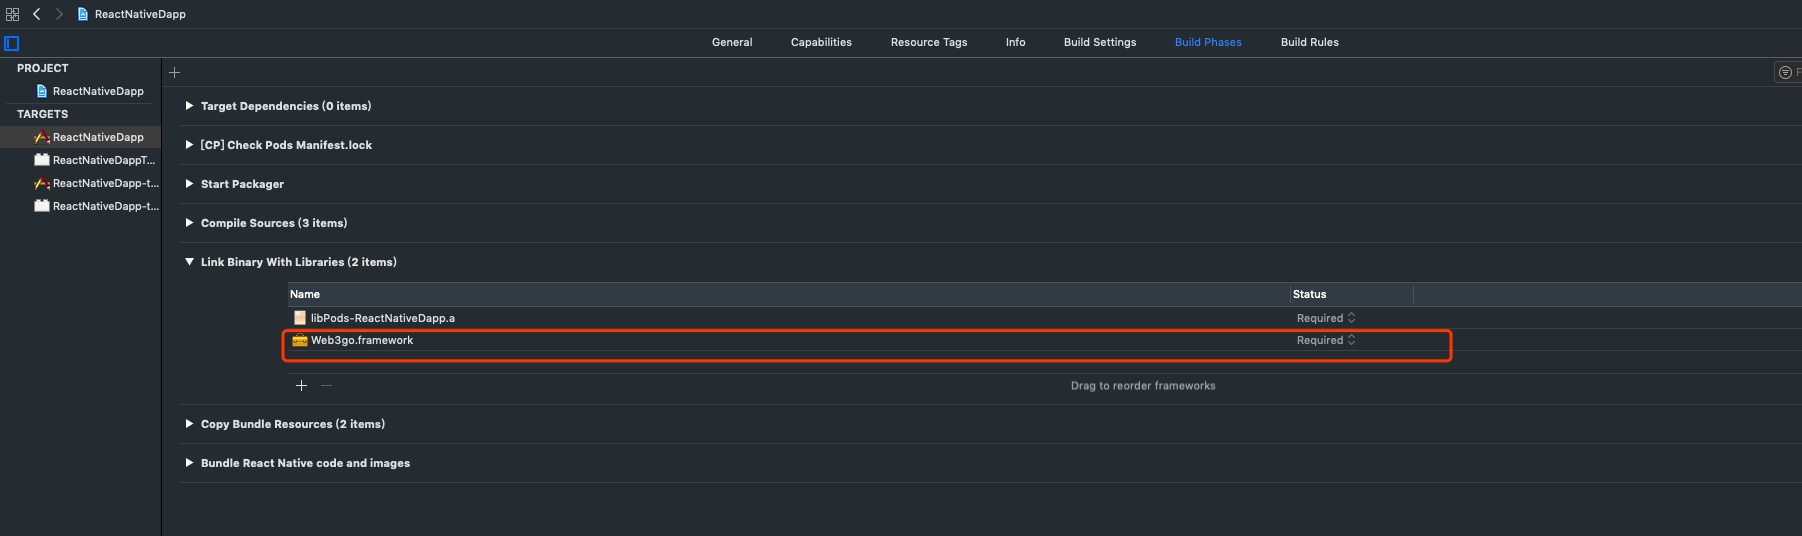 ReactNativeDapp
General Capabilities Resource Tags Info Build Settings Build Phases Build Rules
PROJECT
ReactNativeDapp
TARGETS
ReactNativeDapp
ReactNativeDappT...
ReactNativeDapp-t...
ReactNativeDapp-t...
F
Target Dependencies (0 items)
[CP] Check Pods Manifest.lock
Start Packager
Compile Sources (3 items)
Link Binary With Libraries (2 items)
Name Status
libPods-ReactNativeDapp.a Required
Web3go.framework Required
Drag to reorder frameworks
Copy Bundle Resources (2 items)
Bundle React Native code and images